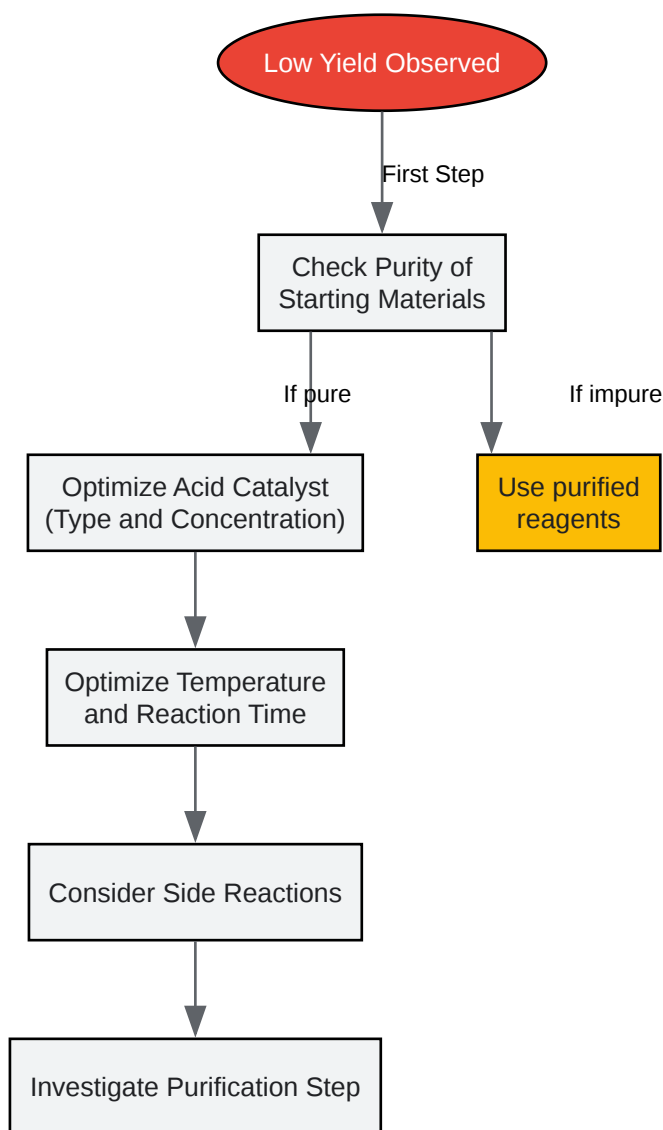 Low Yield Observed
First Step
Check Purity of
Starting Materials
If pure
If impure
Optimize Acid Catalyst
(Type and Concentration)
Use purified
reagents
Optimize Temperature
and Reaction Time
Consider Side Reactions
Investigate Purification Step